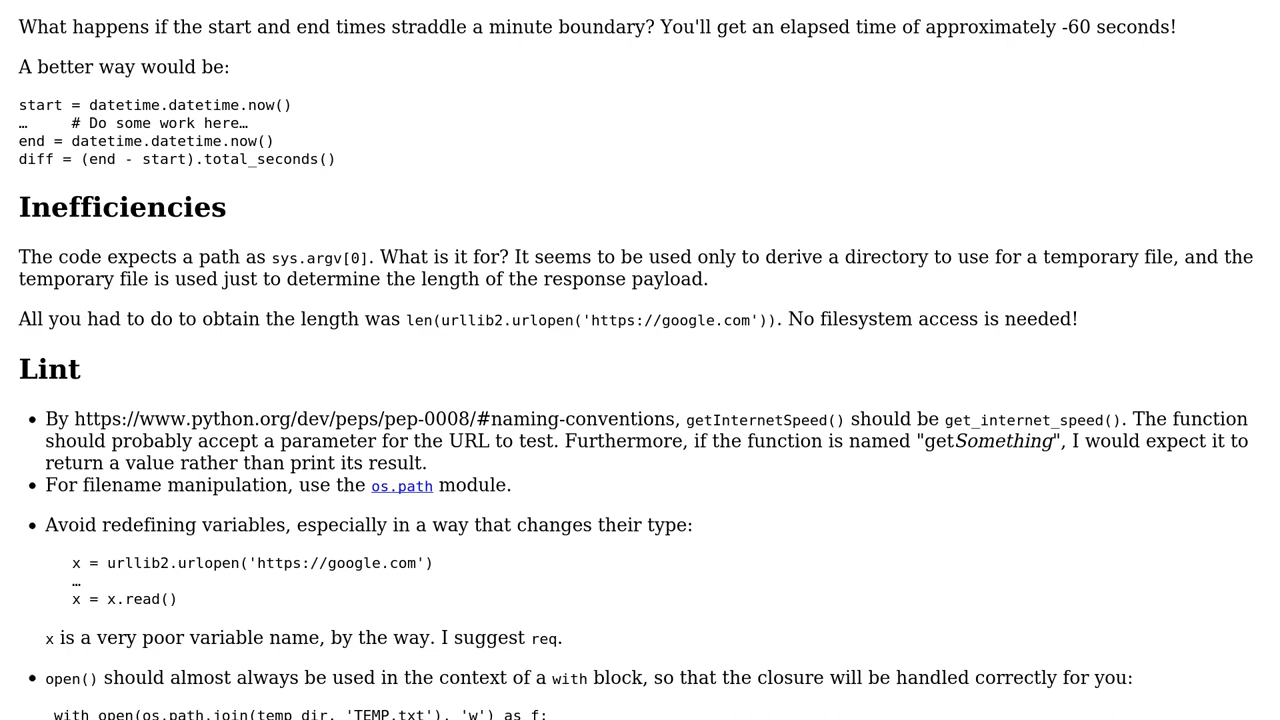 What happens if the start and end times straddle a minute boundary? You'll get an elapsed time of approximately -60 seconds!
A better way would be:
start = datetime.datetime.now()
…     # Do some work here…
end = datetime.datetime.now()
diff = (end - start).total_seconds()
Inefficiencies
The code expects a path as sys.argv[0]. What is it for? It seems to be used only to derive a directory to use for a temporary file, and the
temporary file is used just to determine the length of the response payload.
All you had to do to obtain the length was len(urllib2.urlopen('https://google.com')). No filesystem access is needed!
Lint
• By https://www.python.org/dev/peps/pep-0008/#naming-conventions, getInternetSpeed() should be get_internet_speed(). The function
should probably accept a parameter for the URL to test. Furthermore, if the function is named "getSomething", I would expect it to
return a value rather than print its result.
• For filename manipulation, use the os.path module.
• Avoid redefining variables, especially in a way that changes their type:
x = urllib2.urlopen('https://google.com')
…
x = x.read()
x is a very poor variable name, by the way. I suggest req.
• open() should almost always be used in the context of a with block, so that the closure will be handled correctly for you:
with open(os.path.join(temp_dir, 'TEMP.txt'), 'w') as f: